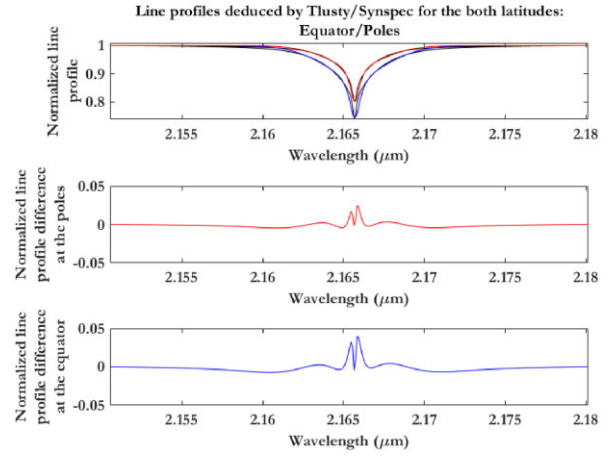 Line profiles deduced by Tlusty/Synspec for the both latitudes:
Equator/Poles
Normalized line
profile
1
0.9
0.8
2.155 2.16 2.165 2.17 2.175 2.18
Wavelength (μm)
Normalized line
profile difference
at the poles
0.05
0
-0.05
2.155 2.16 2.165 2.17 2.175 2.18
Wavelength (μm)
Normalized line
profile difference
at the equator
0.05
0
-0.05
2.155 2.16 2.165 2.17 2.175 2.18
Wavelength (μm)